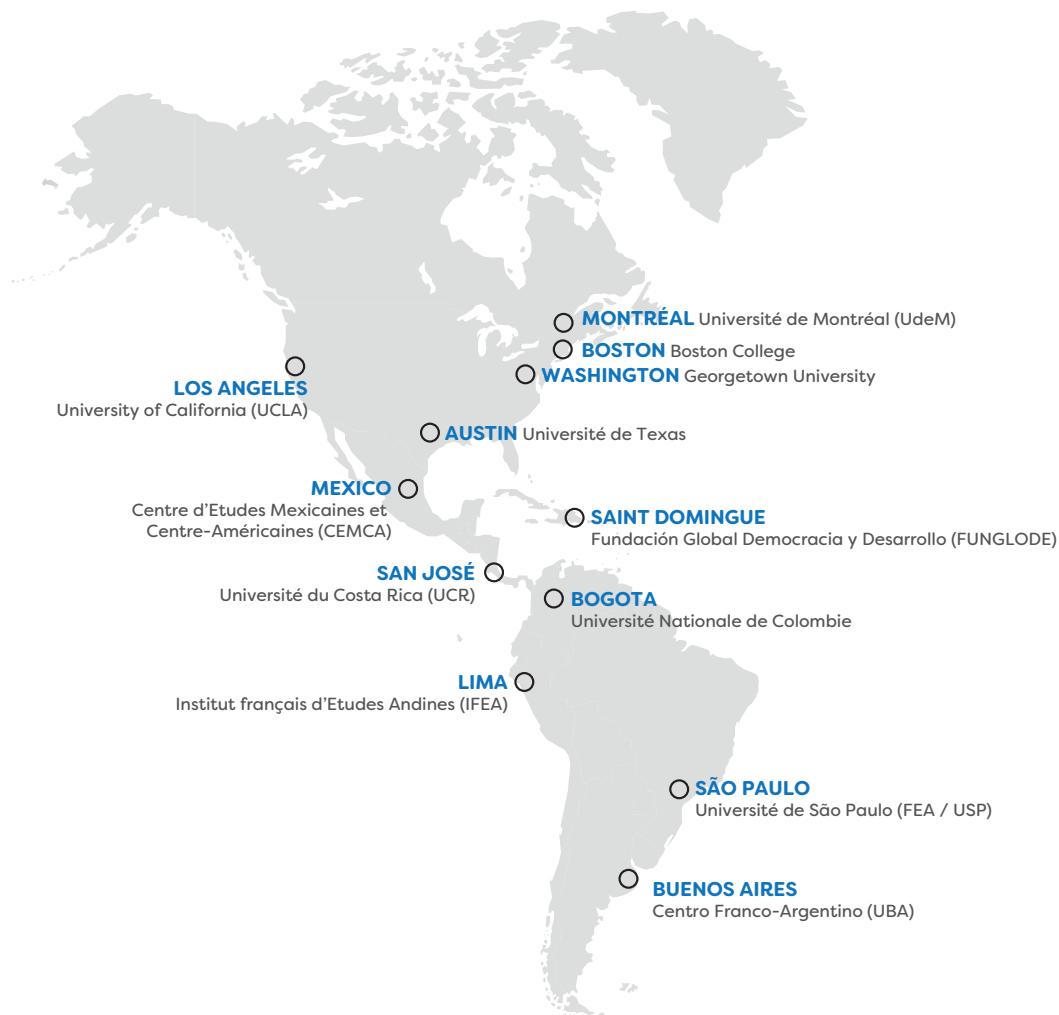 MONTRÉAL Université de Montréal (UdeM)
BOSTON Boston College
WASHINGTON Georgetown University
LOS ANGELES
University of California (UCLA)
AUSTIN Université de Texas
MEXICO
Centre d'Etudes Mexicaines et
Centre-Américaines (CEMCA)
SAINT DOMINGUE
Fundación Global Democracia y Desarrollo (FUNGLODE)
SAN JOSÉ
Université du Costa Rica (UCR)
BOGOTA
Université Nationale de Colombie
LIMA
Institut français d'Etudes Andines (IFEA)
SÃO PAULO
Université de São Paulo (FEA / USP)
BUENOS AIRES
Centro Franco-Argentino (UBA)